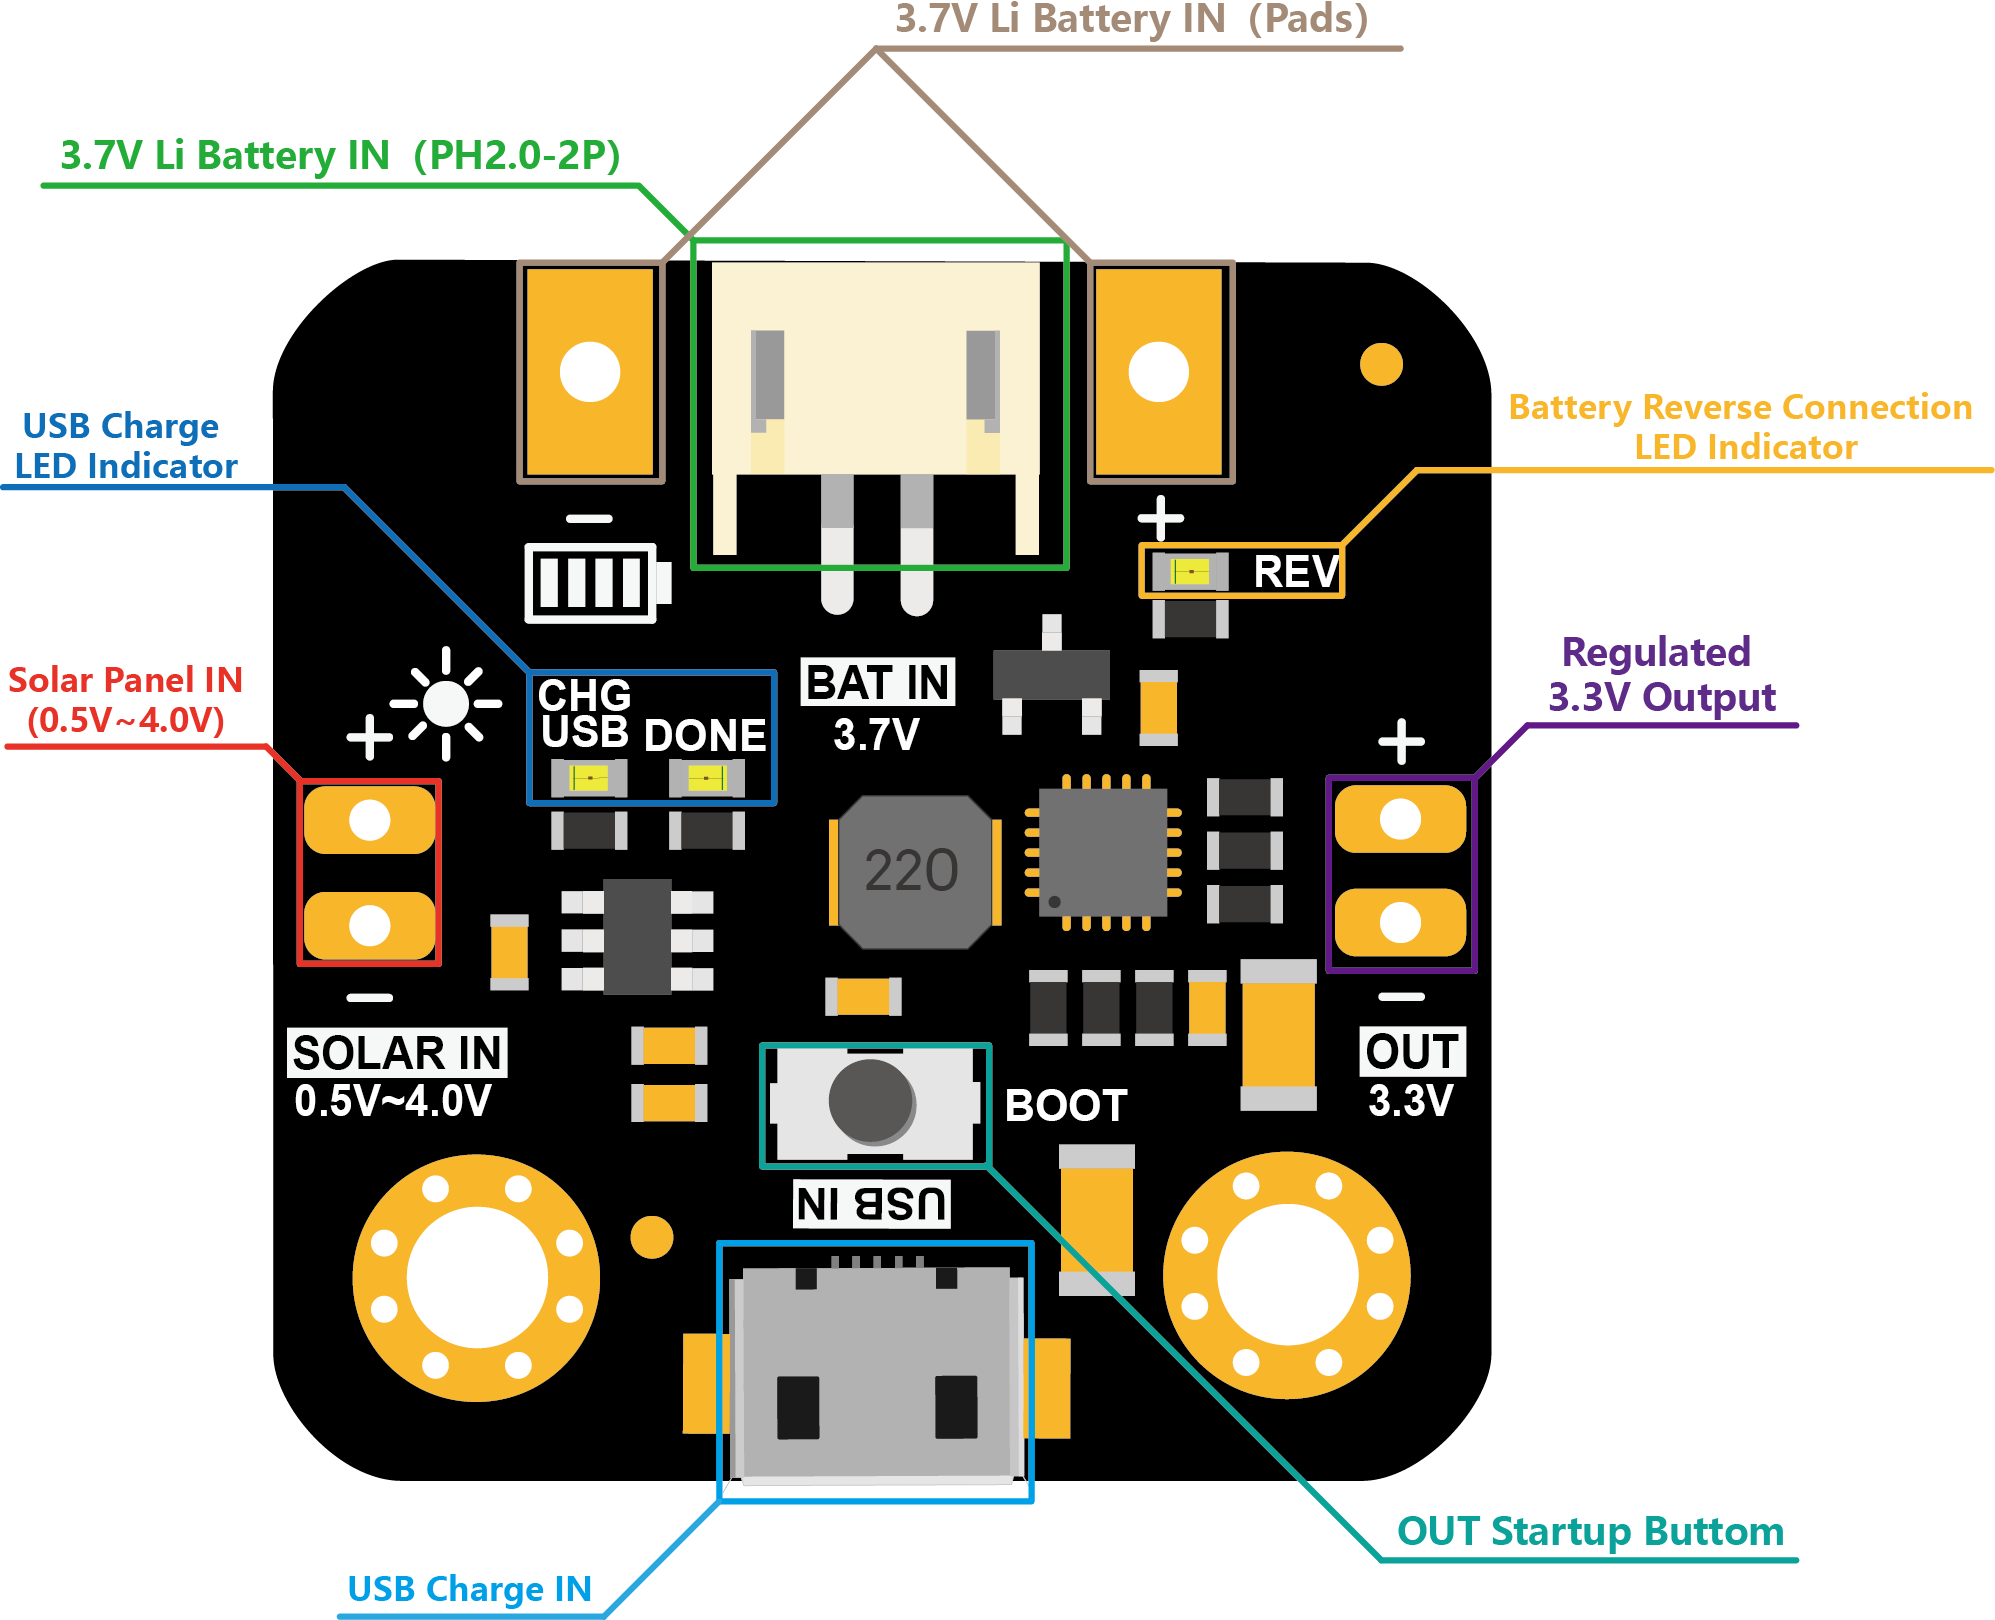 3.7V Li Battery IN (Pads)
3.7V Li Battery IN (PH2.0-2P)
USB Charge
LED Indicator
Battery Reverse Connection
LED Indicator
−
+
REV
Solar Panel IN
(0.5V~4.0V)
Regulated
3.3V Output
CHG
USB DONE
BAT IN
3.7V
+
+
220
−
−
SOLAR IN
0.5V~4.0V
OUT
3.3V
BOOT
USB IN
OUT Startup Buttom
USB Charge IN